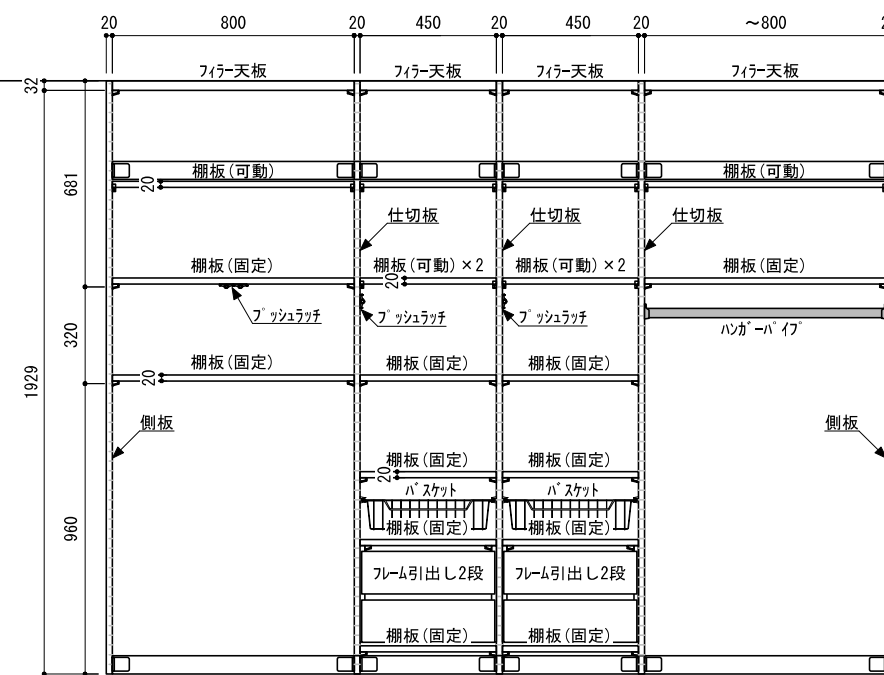 20 800 20 450 20 450 20 ～800 2
フィラー天板 フィラー天板 フィラー天板 フィラー天板
32
棚板(可動) 棚板(可動)
20
681
仕切板 仕切板 仕切板
棚板(固定) 棚板(可動)×2 棚板(可動)×2 棚板(固定)
20
プッシュラッチ プッシュラッチ プッシュラッチ
ハンガーパイプ
320
棚板(固定) 棚板(固定) 棚板(固定)
20
1929
側板 側板
棚板(固定) 棚板(固定)
20
バスケット バスケット
棚板(固定) 棚板(固定)
960
フレーム引出し2段 フレーム引出し2段
棚板(固定) 棚板(固定)